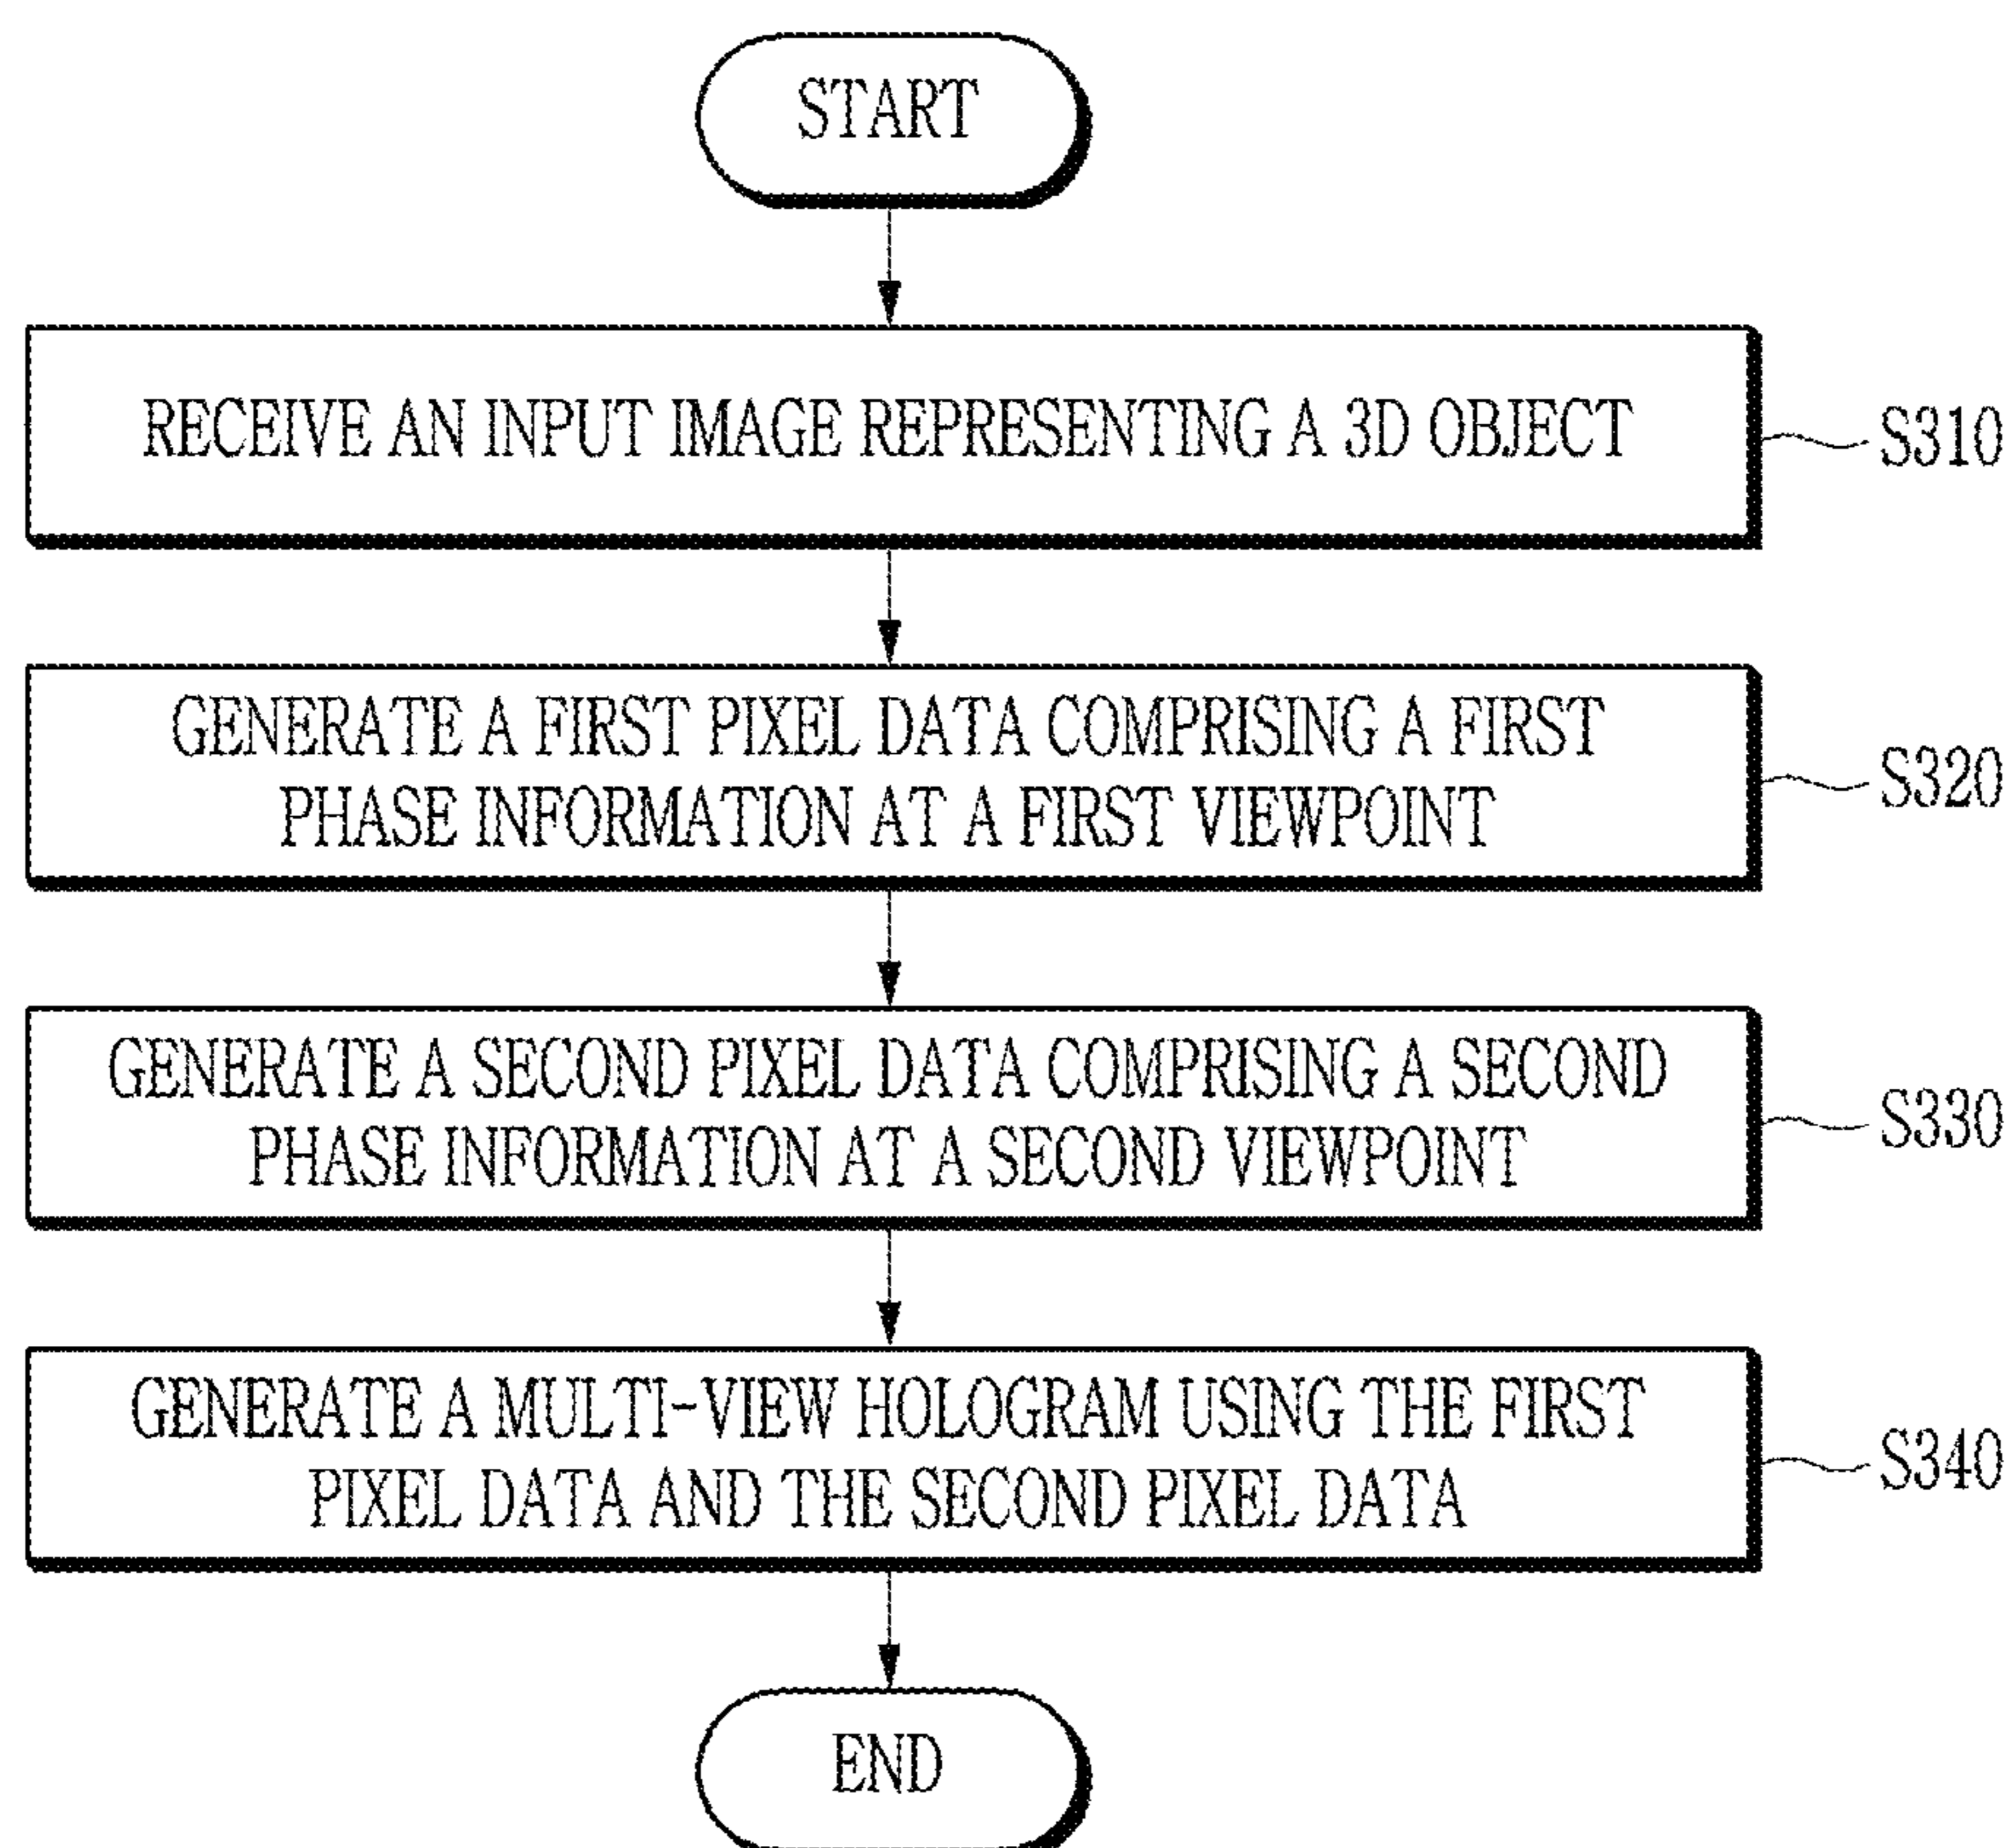 START
RECEIVE AN INPUT IMAGE REPRESENTING A 3D OBJECT
S310
GENERATE A FIRST PIXEL DATA COMPRISING A FIRST
PHASE INFORMATION AT A FIRST VIEWPOINT
S320
GENERATE A SECOND PIXEL DATA COMPRISING A SECOND
PHASE INFORMATION AT A SECOND VIEWPOINT
S330
GENERATE A MULTI-VIEW HOLOGRAM USING THE FIRST
PIXEL DATA AND THE SECOND PIXEL DATA
S340
END